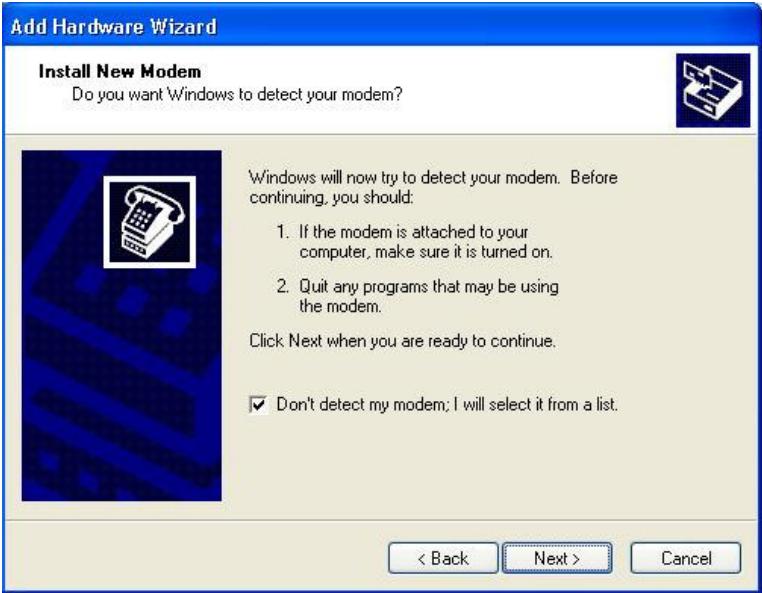 Add Hardware Wizard
Install New Modem
Do you want Windows to detect your modem?
Windows will now try to detect your modem. Before
continuing, you should:
1. If the modem is attached to your
computer, make sure it is turned on.
2. Quit any programs that may be using
the modem.
Click Next when you are ready to continue.
Don't detect my modem; I will select it from a list.
< Back Next > Cancel